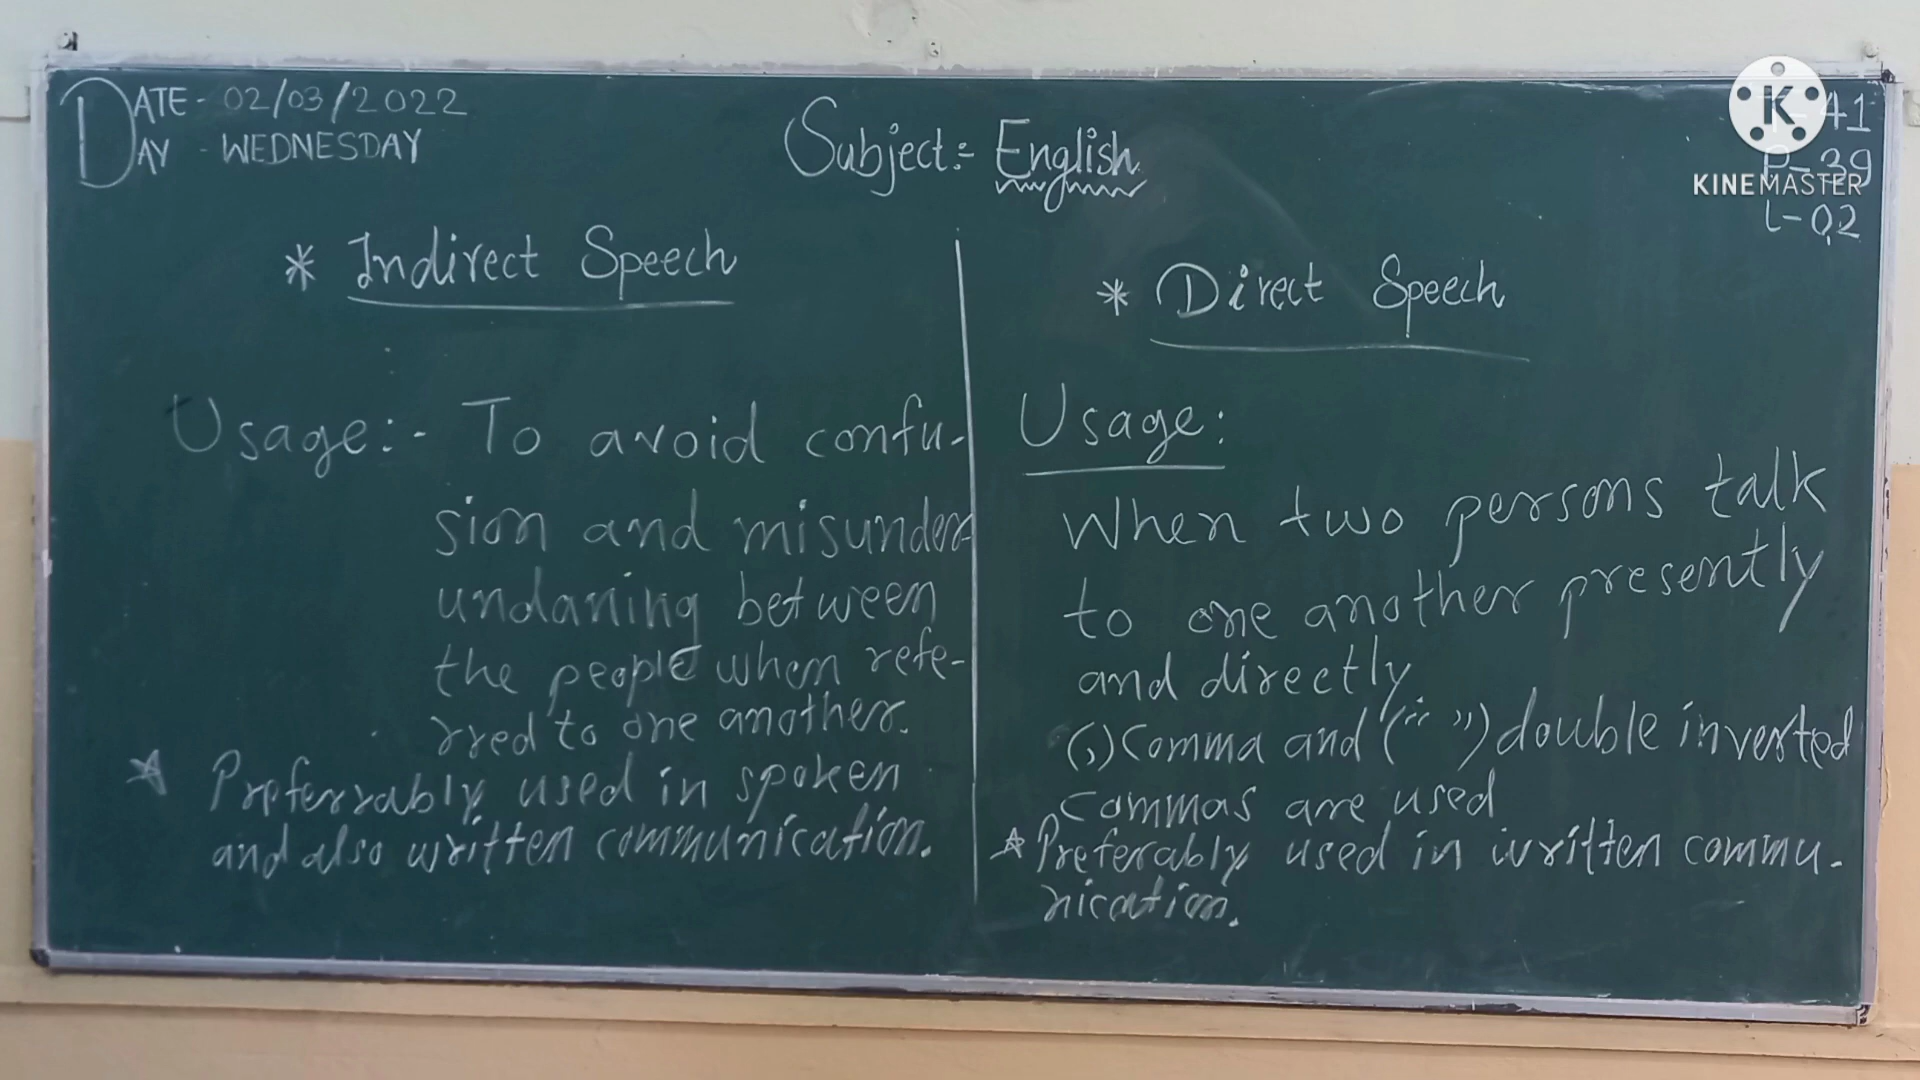 DATE - 02/03/2022
DAY - WEDNESDAY
Subject:- English
41
P-39
L-02
KINEMASTER
* Indirect Speech
Usage:- To avoid confu-
sion and misunder-
undaning between
the people when refe-
rred to one another.
★ Preferrably used in spoken
and also written communication.
* Direct Speech
Usage:
When two persons talk
to one another presently
and directly
(,) Comma and (“ ”) double inverted
commas are used
★ Preferably used in written commu-
nication.